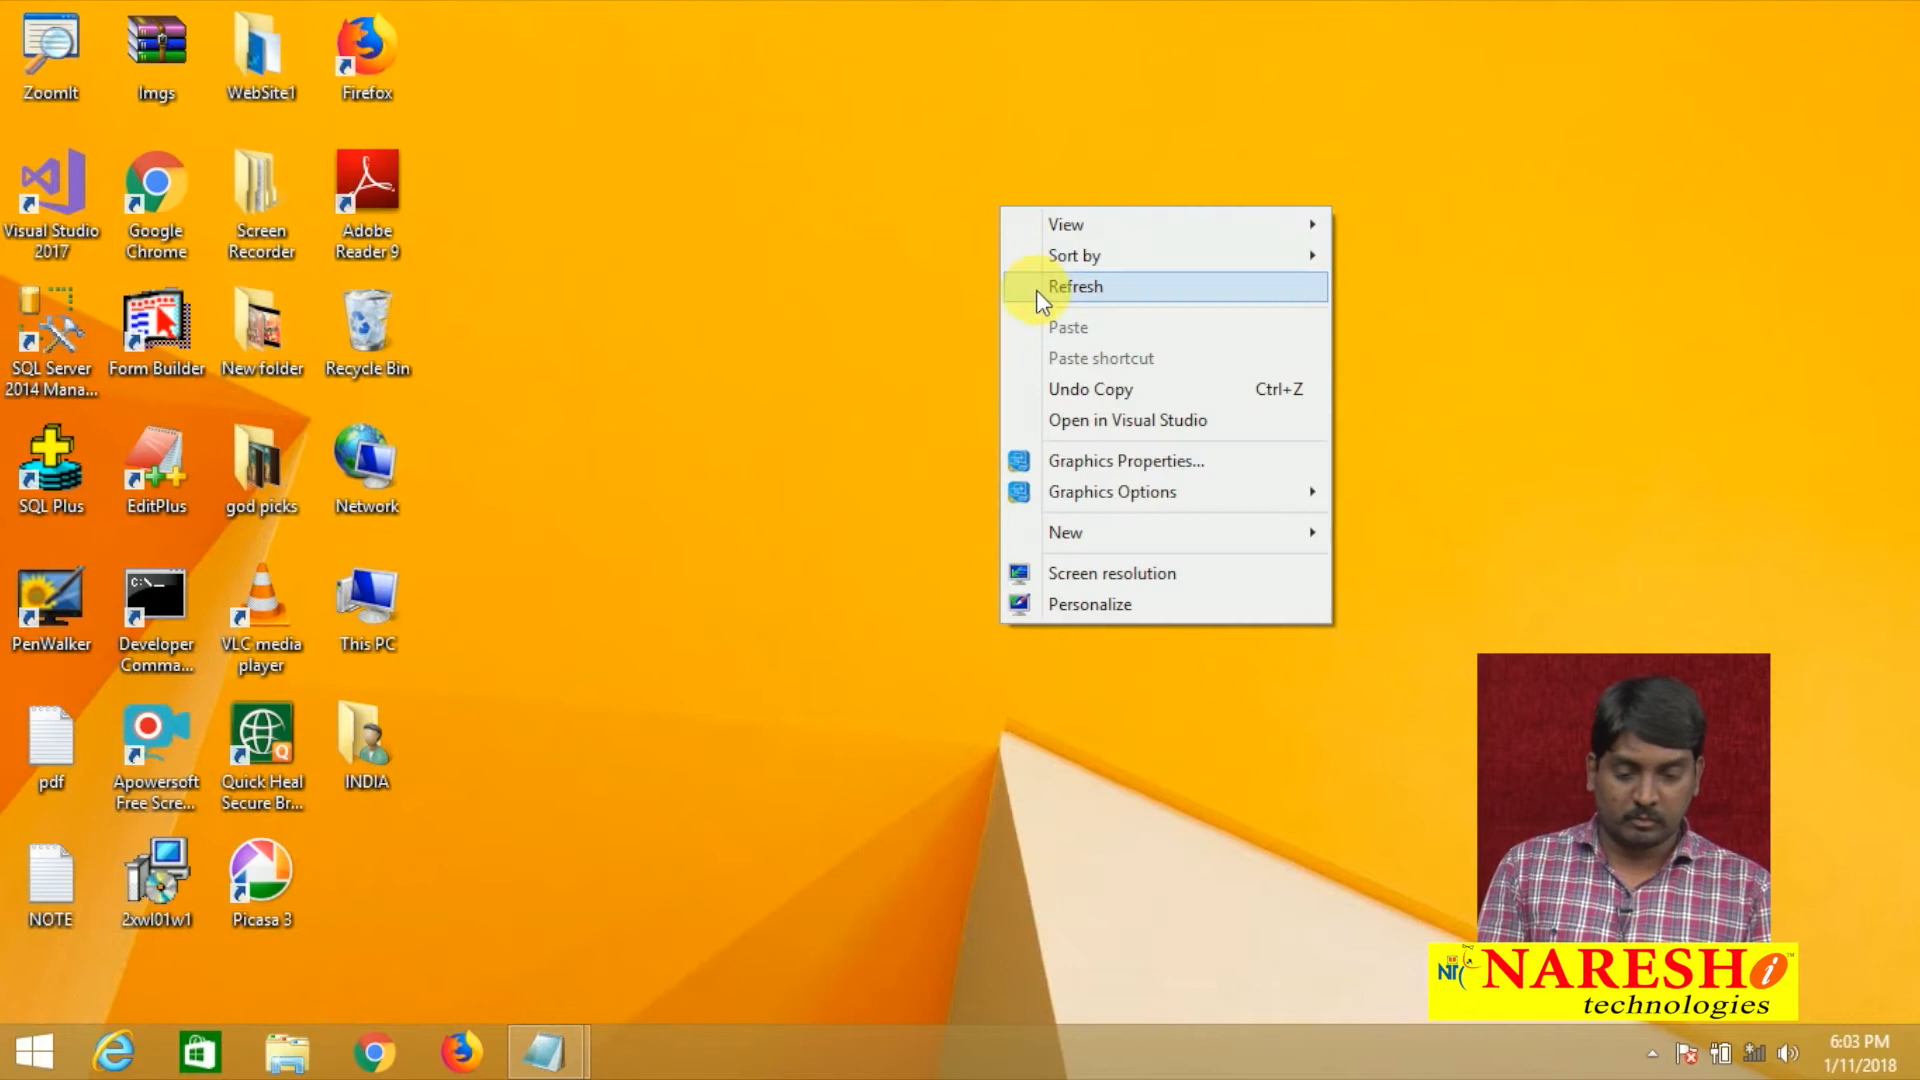 ZoomIt
Imgs
WebSite1
Firefox
Visual Studio
2017
Google
Chrome
Screen
Recorder
Adobe
Reader 9
SQL Server
2014 Mana...
Form Builder
New folder
Recycle Bin
SQL Plus
EditPlus
god picks
Network
PenWalker
C:\_
Developer
Comma...
VLC media
player
This PC
pdf
Apowersoft
Free Scre...
Quick Heal
Secure Br...
INDIA
NOTE
2xwl01w1
Picasa 3
View
Sort by
Refresh
Paste
Paste shortcut
Undo Copy Ctrl+Z
Open in Visual Studio
Graphics Properties...
Graphics Options
New
Screen resolution
Personalize
NARESH i
technologies
6:03 PM
1/11/2018